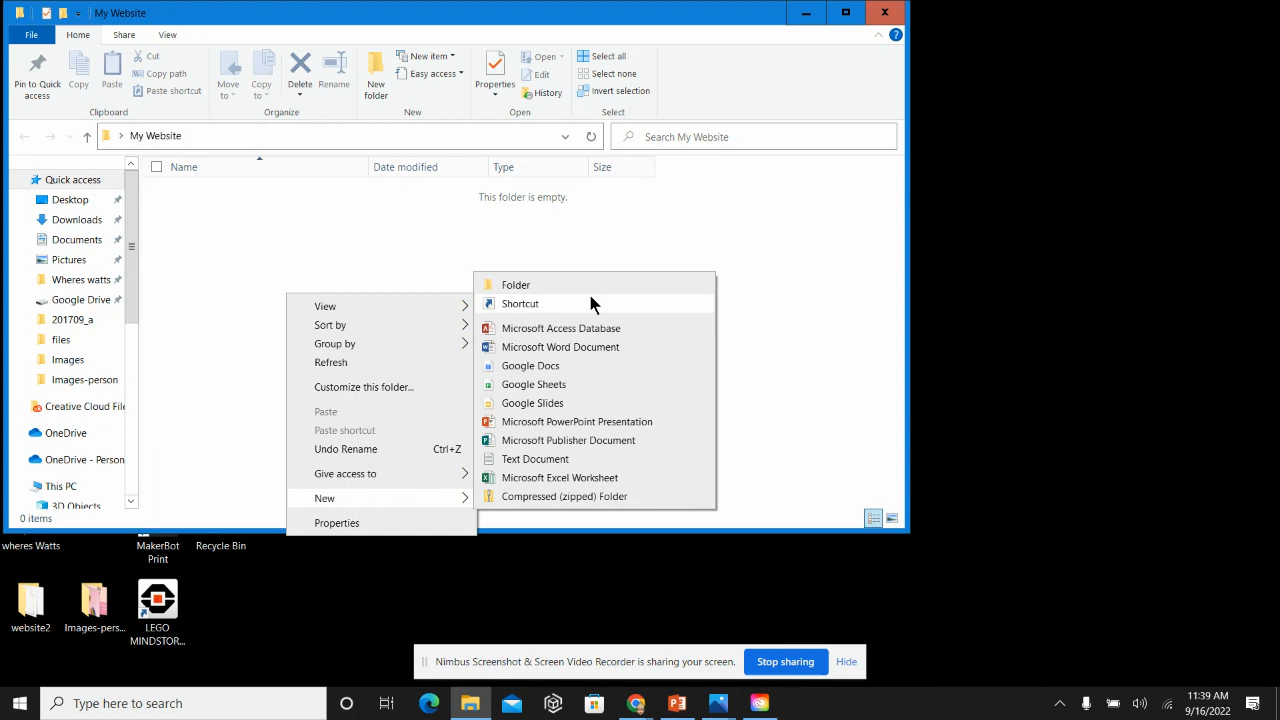 My Website
File
Home
Share
View
Pin to Quick access
Copy
Paste
Cut
Copy path
Paste shortcut
Clipboard
Move to
Copy to
Delete
Rename
Organize
New folder
New item
Easy access
New
Properties
Open
Edit
History
Open
Select all
Select none
Invert selection
Select
My Website
Search My Website
Name
Date modified
Type
Size
This folder is empty.
Quick access
Desktop
Downloads
Documents
Pictures
Wheres watts
Google Drive
201709_a
files
Images
Images-person
Creative Cloud File
OneDrive
OneDrive - Person
This PC
3D Objects
0 items
View
Sort by
Group by
Refresh
Customize this folder...
Paste
Paste shortcut
Undo Rename Ctrl+Z
Give access to
New
Properties
Folder
Shortcut
Microsoft Access Database
Microsoft Word Document
Google Docs
Google Sheets
Google Slides
Microsoft PowerPoint Presentation
Microsoft Publisher Document
Text Document
Microsoft Excel Worksheet
Compressed (zipped) Folder
wheres Watts
MakerBot
Print
Recycle Bin
website2
Images-pers...
LEGO
MINDSTOR...
Nimbus Screenshot & Screen Video Recorder is sharing your screen.
Stop sharing
Hide
Type here to search
11:39 AM
9/16/2022